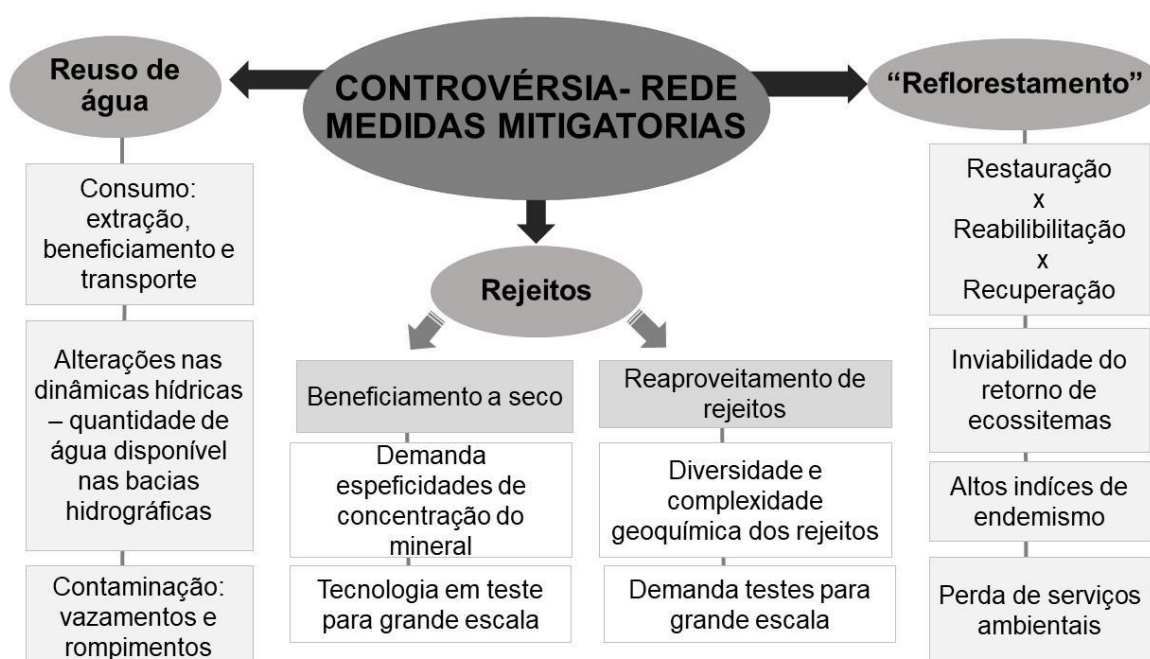 CONTROVÉRSIA- REDE
MEDIDAS MITIGATORIAS
Reuso de
água
Consumo:
extração,
beneficiamento e
transporte
Alterações nas
dinâmicas hídricas
– quantidade de
água disponível
nas bacias
hidrográficas
Contaminação:
vazamentos e
rompimentos
Rejeitos
Beneficiamento a seco
Demanda
espeficidades de
concentração do
mineral
Tecnologia em teste
para grande escala
Reaproveitamento de
rejeitos
Diversidade e
complexidade
geoquímica dos rejeitos
Demanda testes para
grande escala
“Reflorestamento”
Restauração
x
Reabilibilitação
x
Recuperação
Inviabilidade do
retorno de
ecossitemas
Altos indíces de
endemismo
Perda de serviços
ambientais